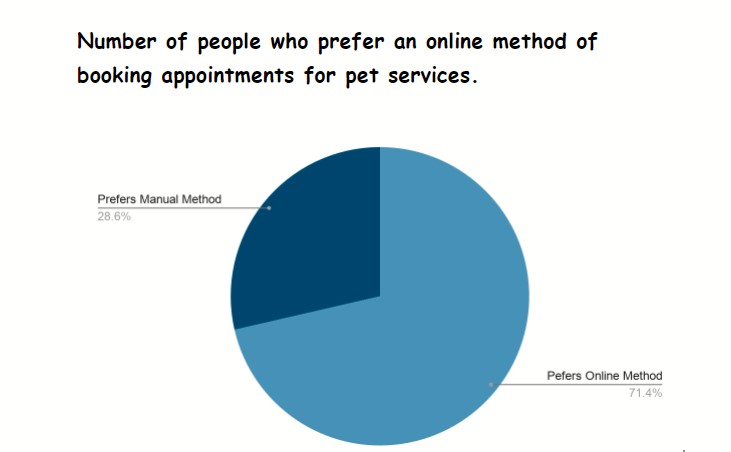 Number of people who prefer an online method of
booking appointments for pet services.
Prefers Manual Method
28.6%
Pefers Online Method
71.4%